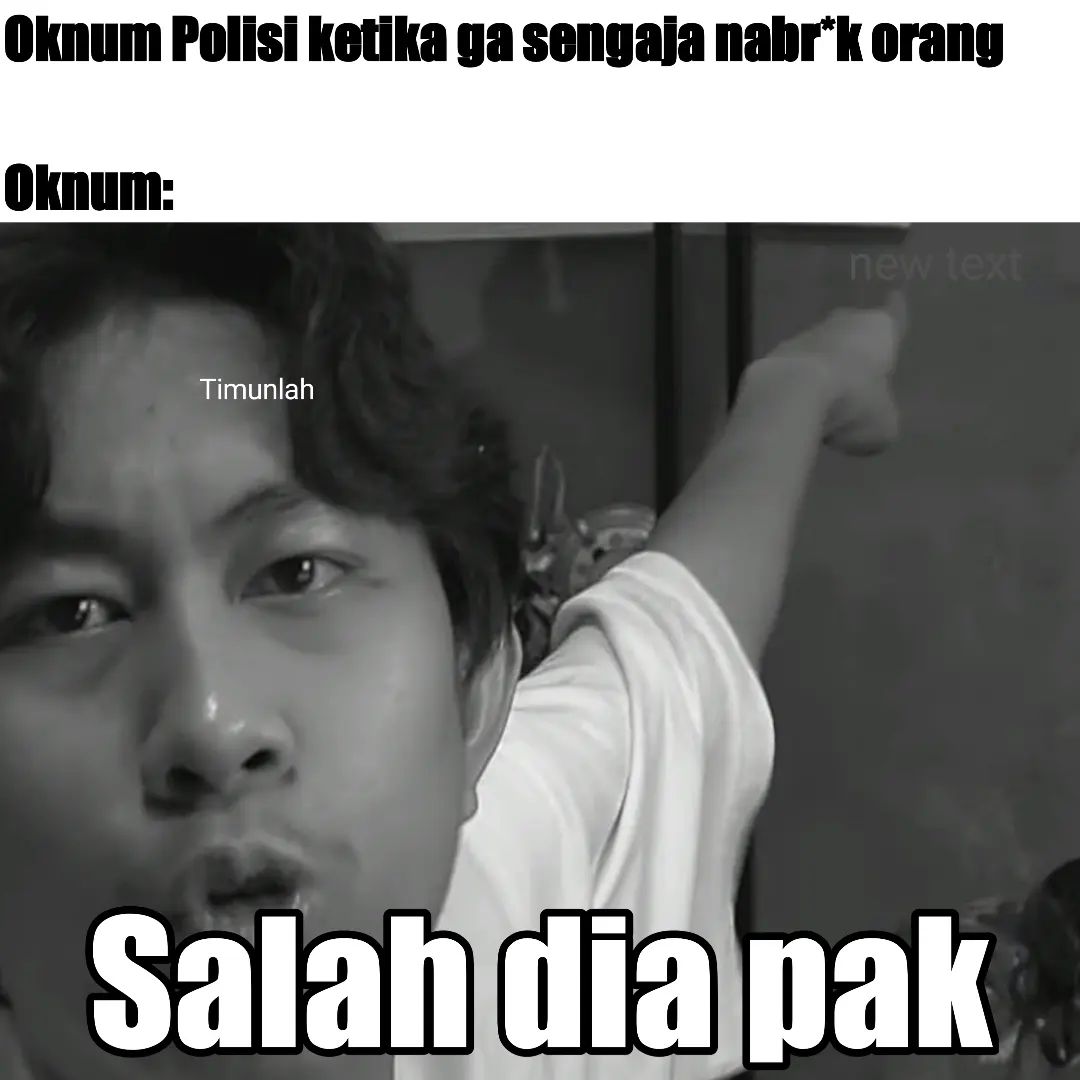 Oknum Polisi ketika ga sengaja nabr*k orang
Oknum:
new text
Timunlah
Salah dia pak